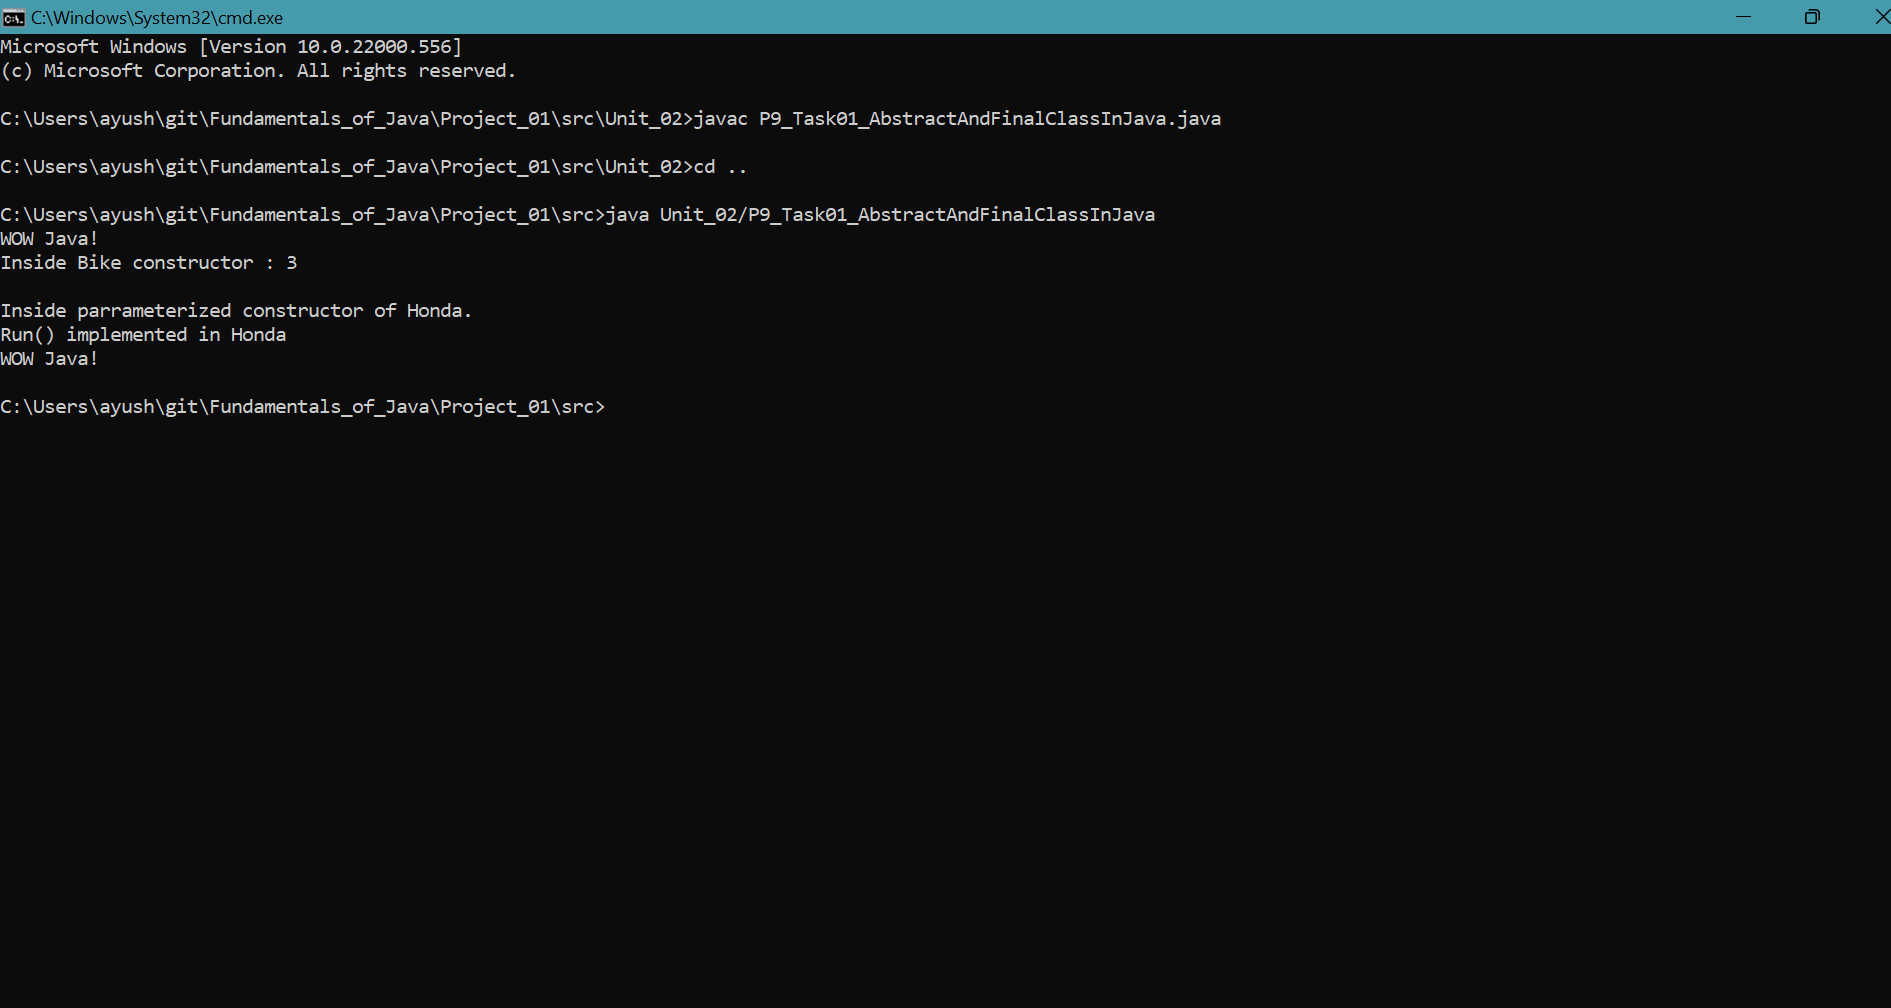 C:\Windows\System32\cmd.exe
Microsoft Windows [Version 10.0.22000.556]
(c) Microsoft Corporation. All rights reserved.
C:\Users\ayush\git\Fundamentals_of_Java\Project_01\src\Unit_02>javac P9_Task01_AbstractAndFinalClassInJava.java
C:\Users\ayush\git\Fundamentals_of_Java\Project_01\src\Unit_02>cd ..
C:\Users\ayush\git\Fundamentals_of_Java\Project_01\src>java Unit_02/P9_Task01_AbstractAndFinalClassInJava
WOW Java!
Inside Bike constructor : 3
Inside parrameterized constructor of Honda.
Run() implemented in Honda
WOW Java!
C:\Users\ayush\git\Fundamentals_of_Java\Project_01\src>